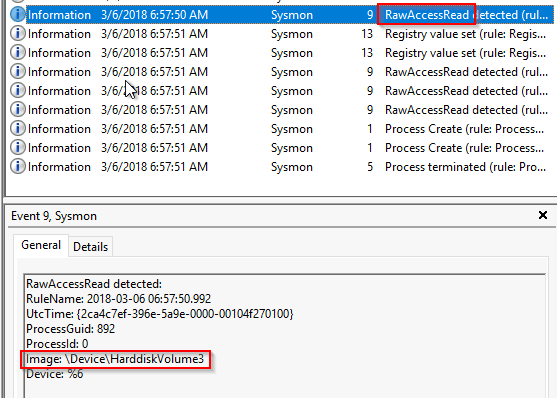 Information 3/6/2018 6:57:50 AM Sysmon 9 RawAccessRead detected (rul...
Information 3/6/2018 6:57:51 AM Sysmon 13 Registry value set (rule: Regis...
Information 3/6/2018 6:57:51 AM Sysmon 13 Registry value set (rule: Regis...
Information 3/6/2018 6:57:51 AM Sysmon 9 RawAccessRead detected (rul...
Information 3/6/2018 6:57:51 AM Sysmon 9 RawAccessRead detected (rul...
Information 3/6/2018 6:57:51 AM Sysmon 9 RawAccessRead detected (rul...
Information 3/6/2018 6:57:51 AM Sysmon 1 Process Create (rule: Process...
Information 3/6/2018 6:57:51 AM Sysmon 1 Process Create (rule: Process...
Information 3/6/2018 6:57:51 AM Sysmon 5 Process terminated (rule: Pro...
Event 9, Sysmon
General Details
RawAccessRead detected:
RuleName: 2018-03-06 06:57:50.992
UtcTime: {2ca4c7ef-396e-5a9e-0000-00104f270100}
ProcessGuid: 892
ProcessId: 0
Image: \Device\HarddiskVolume3
Device: %6